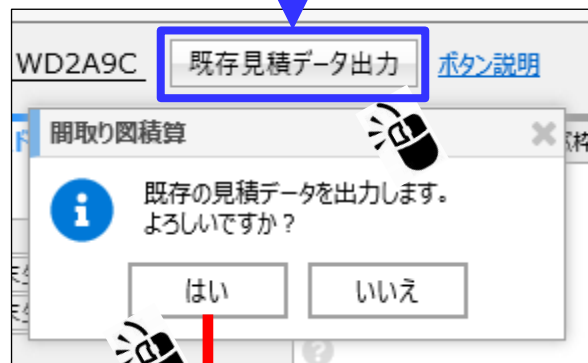 WD2A9C 既存見積データ出力 ボタン説明
間取り図積算
既存の見積データを出力します。
よろしいですか？
はい いいえ
?